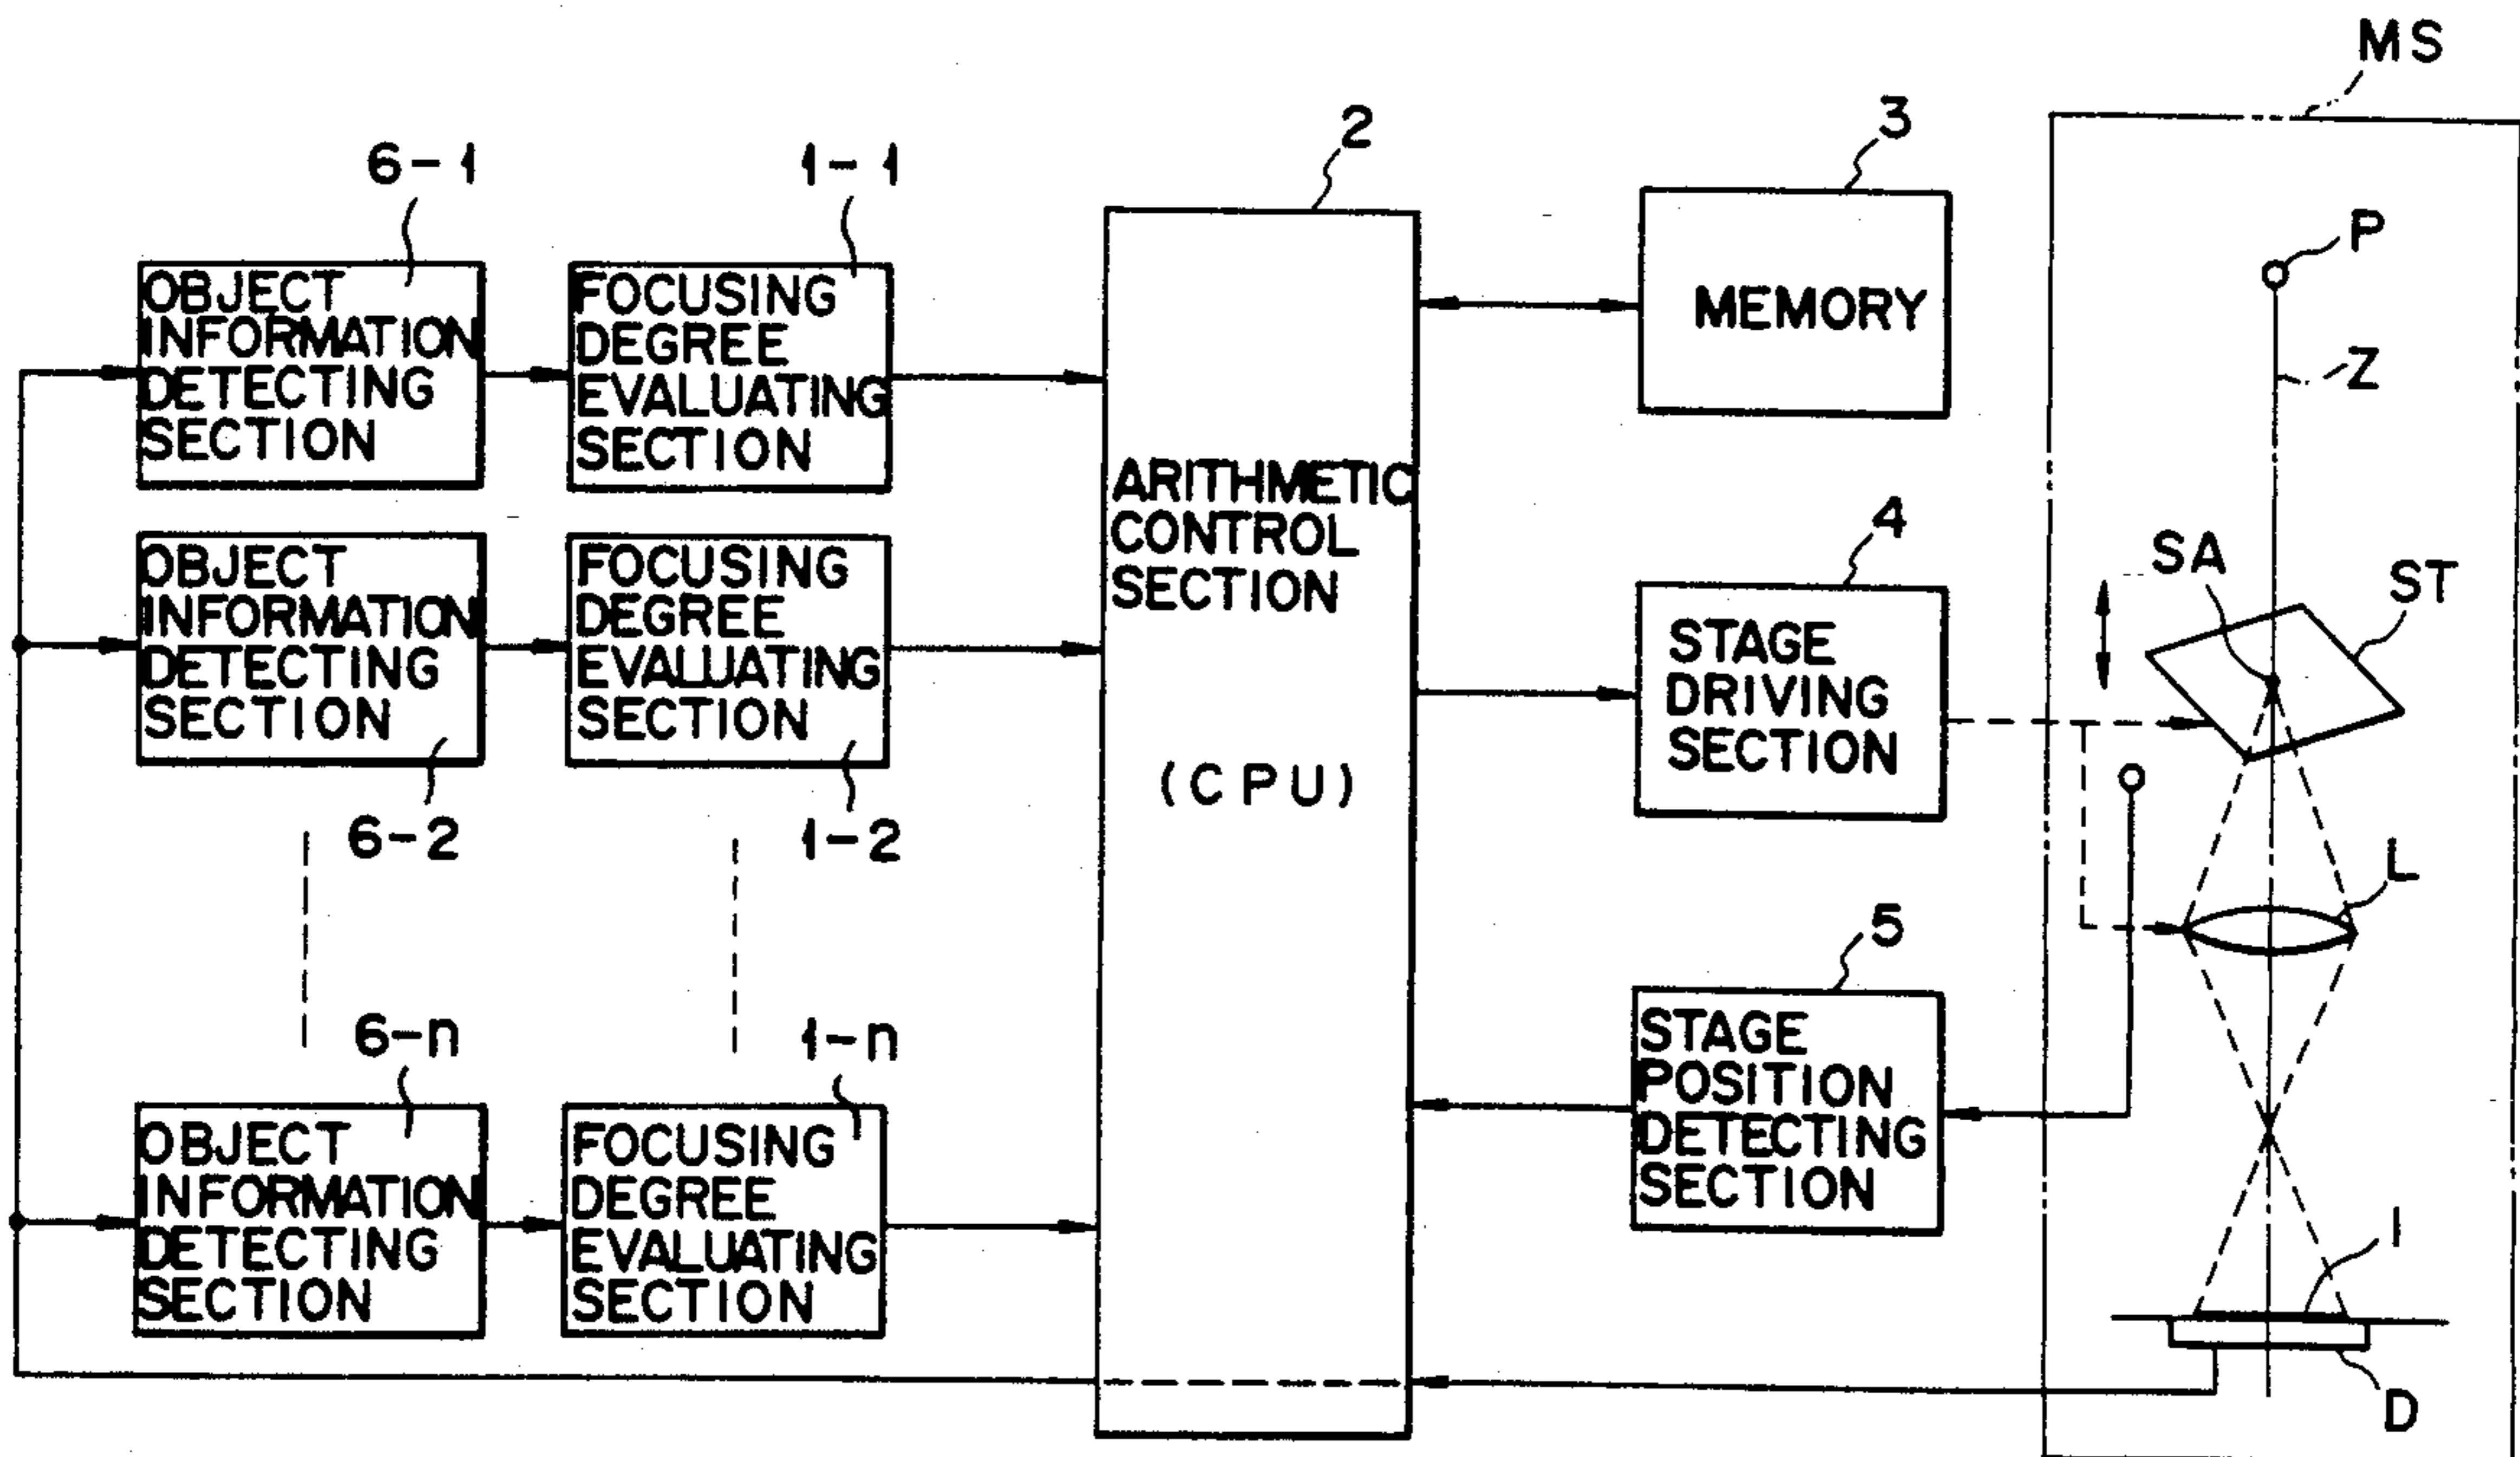 MS
2
3
6-1
1-1
P
OBJECT
INFORMATION
DETECTING
SECTION
FOCUSING
DEGREE
EVALUATING
SECTION
MEMORY
Z
ARITHMETIC
CONTROL
SECTION
(CPU)
4
SA
ST
OBJECT
INFORMATION
DETECTING
SECTION
FOCUSING
DEGREE
EVALUATING
SECTION
STAGE
DRIVING
SECTION
6-2
1-2
L
5
6-n
1-n
STAGE
POSITION
DETECTING
SECTION
OBJECT
INFORMATION
DETECTING
SECTION
FOCUSING
DEGREE
EVALUATING
SECTION
I
D